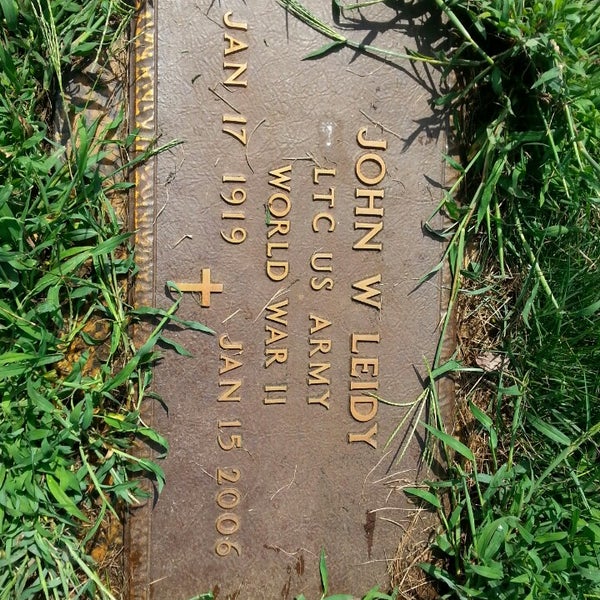 JOHN W LEIDY
LTC US ARMY
WORLD WAR II
JAN 17 1919 JAN 15 2006